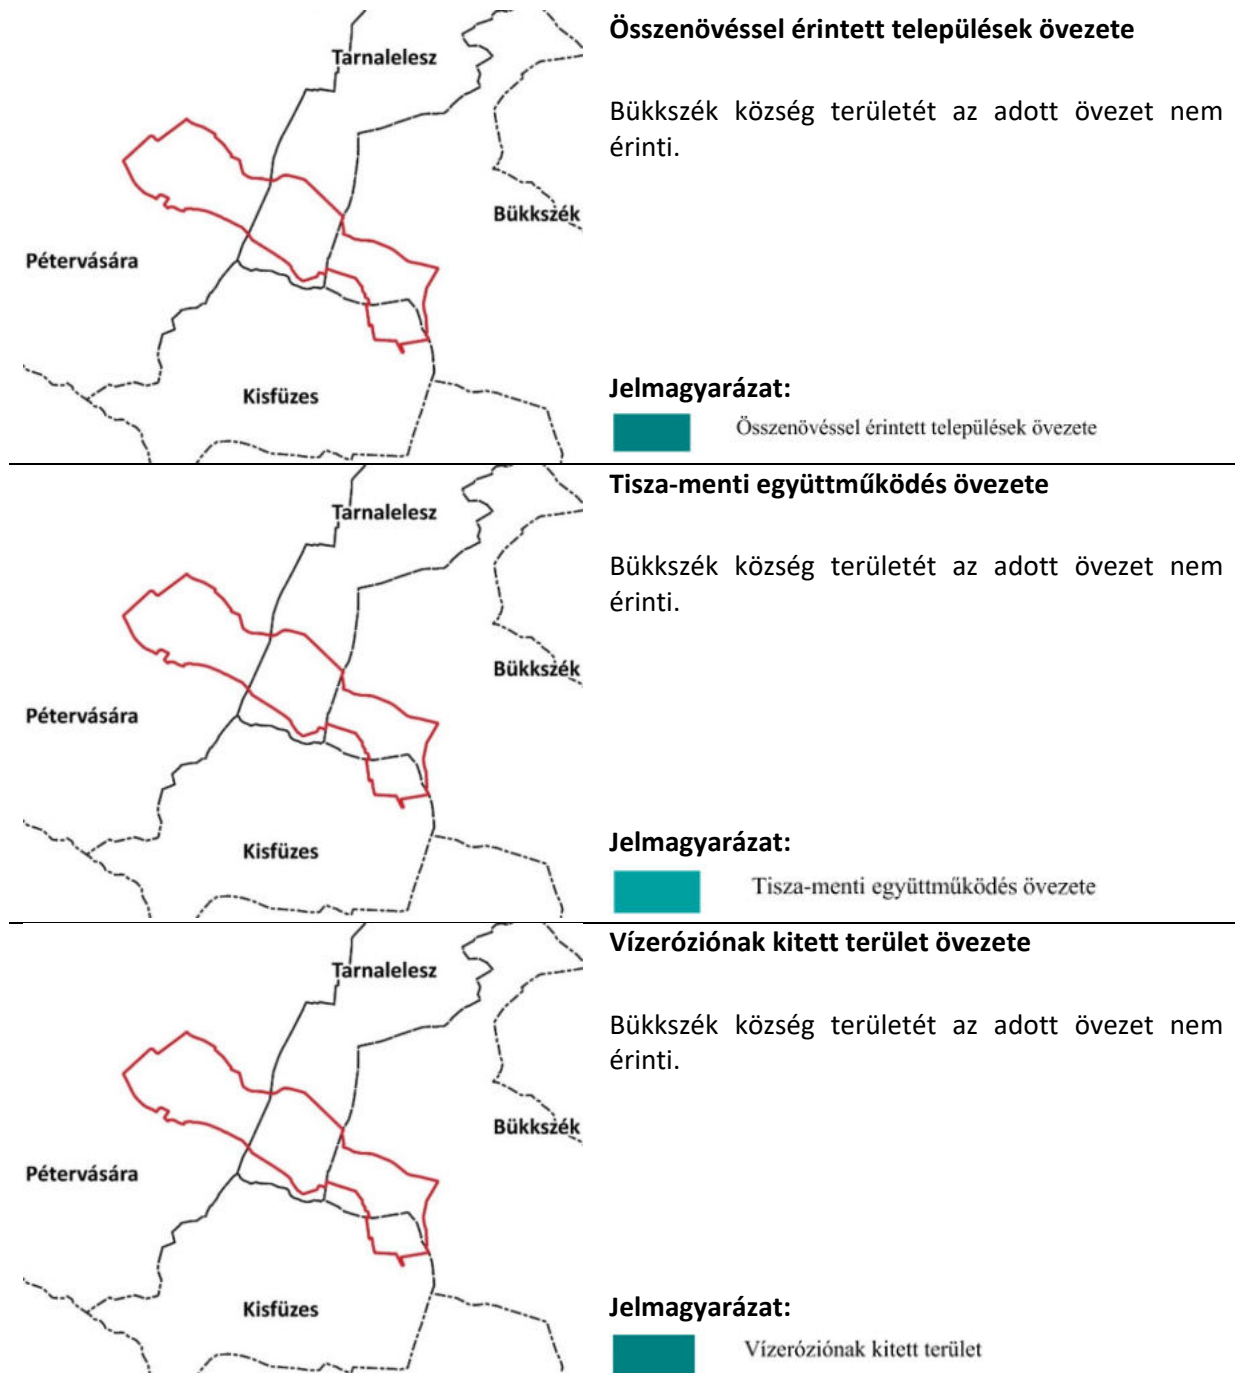 Összenövéssel érintett települések övezete
Tarnalelesz
Bükkszék község területét az adott övezet nem
érinti.
Bükkszék
Pétervására
Kisfüzes
Jelmagyarázat:
Összenövéssel érintett települések övezete
Tisza-menti együttműködés övezete
Tarnalelesz
Bükkszék község területét az adott övezet nem
érinti.
Bükkszék
Pétervására
Kisfüzes
Jelmagyarázat:
Tisza-menti együttműködés övezete
Vízeróziónak kitett terület övezete
Tarnalelesz
Bükkszék község területét az adott övezet nem
érinti.
Bükkszék
Pétervására
Kisfüzes
Jelmagyarázat:
Vízeróziónak kitett terület